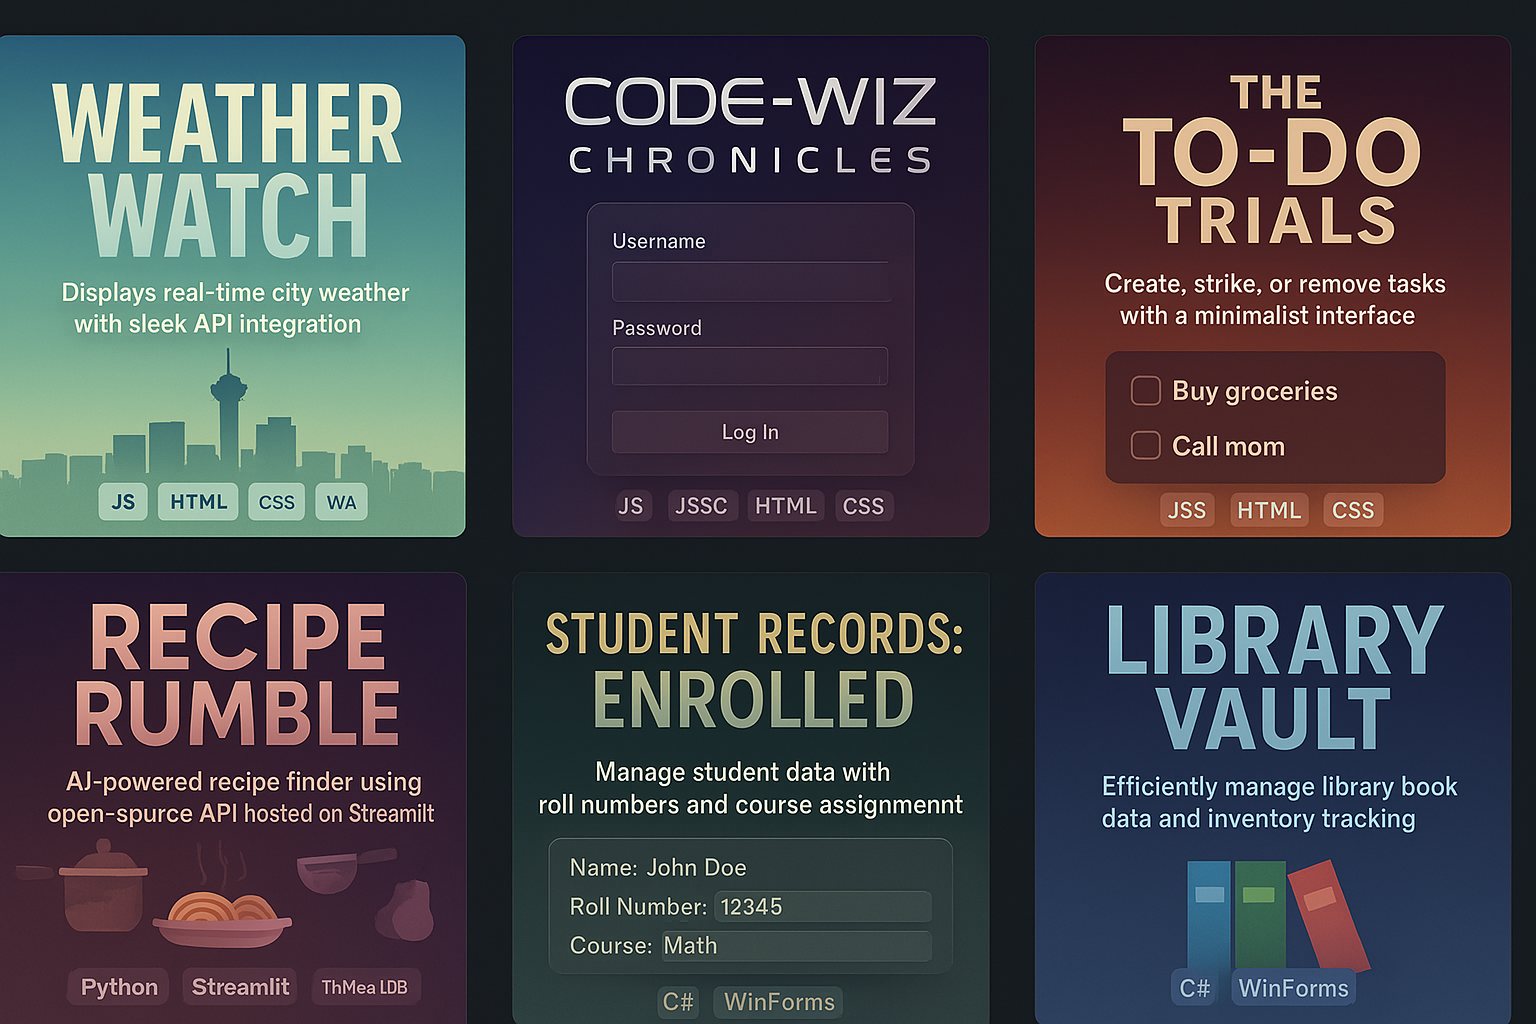 WEATHER
WATCH
Displays real-time city weather
with sleek API integration
JS HTML CSS WA
CODE-WIZ
CHRONICLES
Username
Password
Log In
JS JSSC HTML CSS
THE
TO-DO
TRIALS
Create, strike, or remove tasks
with a minimalist interface
Buy groceries
Call mom
JSS HTML CSS
RECIPE
RUMBLE
AJ-powered recipe finder using
open-spurce API hosted on Streamilt
Python Streamlit ThMea LDB
STUDENT RECORDS:
ENROLLED
Manage student data with
roll numbers and course assignmennt
Name: John Doe
Roll Number: 12345
Course: Math
C# WinForms
LIBRARY
VAULT
Efficiently manage library book
data and inventory tracking
C# WinForms